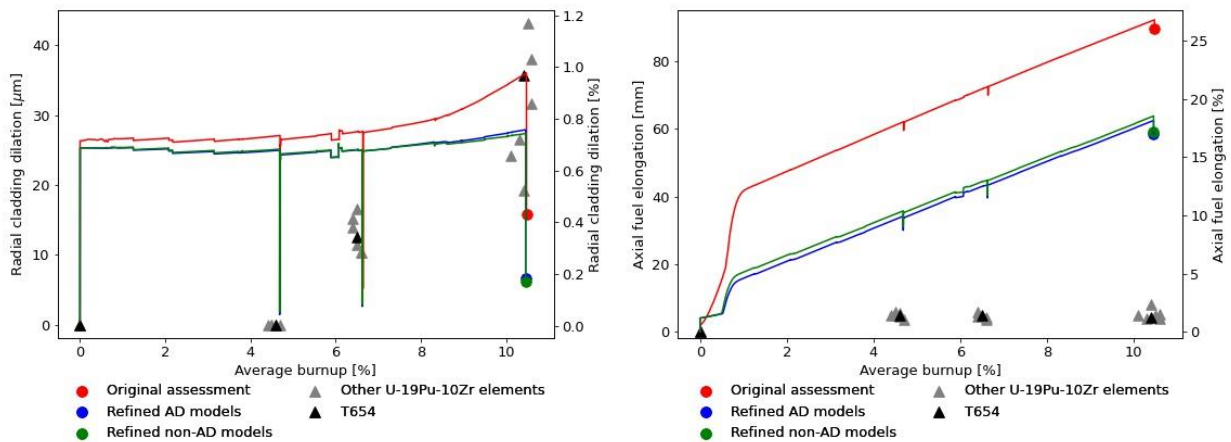 Radial cladding dilation [μm]
40
30
20
10
0
1.2
1.0
0.8
0.6
0.4
0.2
0.0
Radial cladding dilation [%]
0 2 4 6 8 10
Average burnup [%]
Original assessment
Refined AD models
Refined non-AD models
Other U-19Pu-10Zr elements
T654
Axial fuel elongation [mm]
80
60
40
20
0
25
20
15
10
5
0
Axial fuel elongation [%]
0 2 4 6 8 10
Average burnup [%]
Original assessment
Refined AD models
Refined non-AD models
Other U-19Pu-10Zr elements
T654